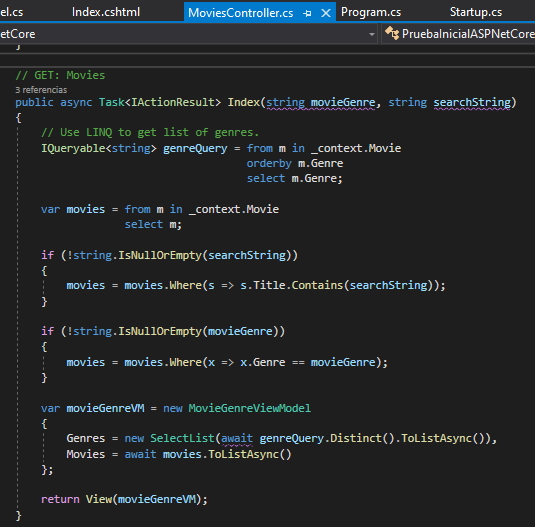 el.cs Index.cshtml MoviesController.cs Program.cs Startup.cs
etCore PruebaInicialASPNetCore
}
// GET: Movies
3 referencias
public async Task<IActionResult> Index(string movieGenre, string searchString)
{
// Use LINQ to get list of genres.
IQueryable<string> genreQuery = from m in _context.Movie
orderby m.Genre
select m.Genre;
var movies = from m in _context.Movie
select m;
if (!string.IsNullOrEmpty(searchString))
{
movies = movies.Where(s => s.Title.Contains(searchString));
}
if (!string.IsNullOrEmpty(movieGenre))
{
movies = movies.Where(x => x.Genre == movieGenre);
}
var movieGenreVM = new MovieGenreViewModel
{
Genres = new SelectList(await genreQuery.Distinct().ToListAsync()),
Movies = await movies.ToListAsync()
};
return View(movieGenreVM);
}